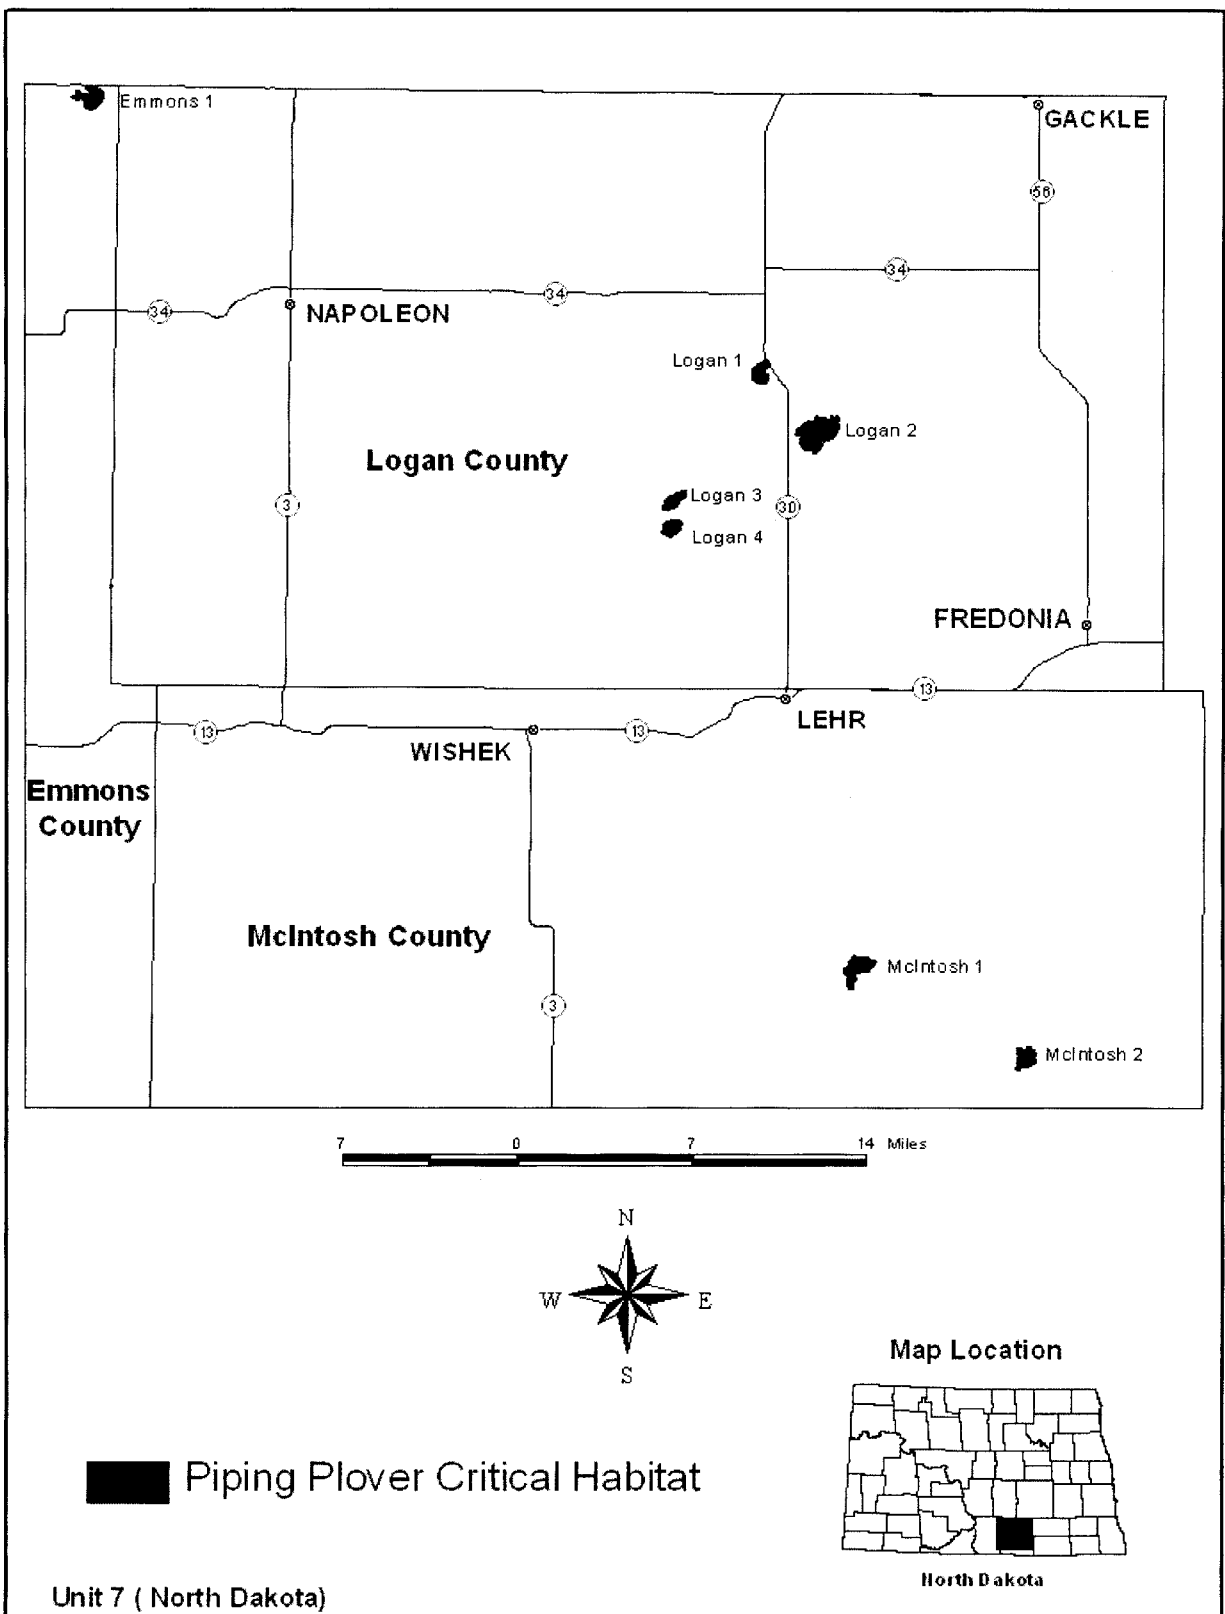 Emmons 1
GACKLE
56
34
34
34
NAPOLEON
Logan 1
Logan 2
Logan County
Logan 3
3
30
Logan 4
FREDONIA
13
LEHR
13
13
WISHEK
Emmons
County
McIntosh County
McIntosh 1
3
McIntosh 2
7 0 7 14 Miles
N
W E
S
Map Location
Piping Plover Critical Habitat
North Dakota
Unit 7 ( North Dakota)